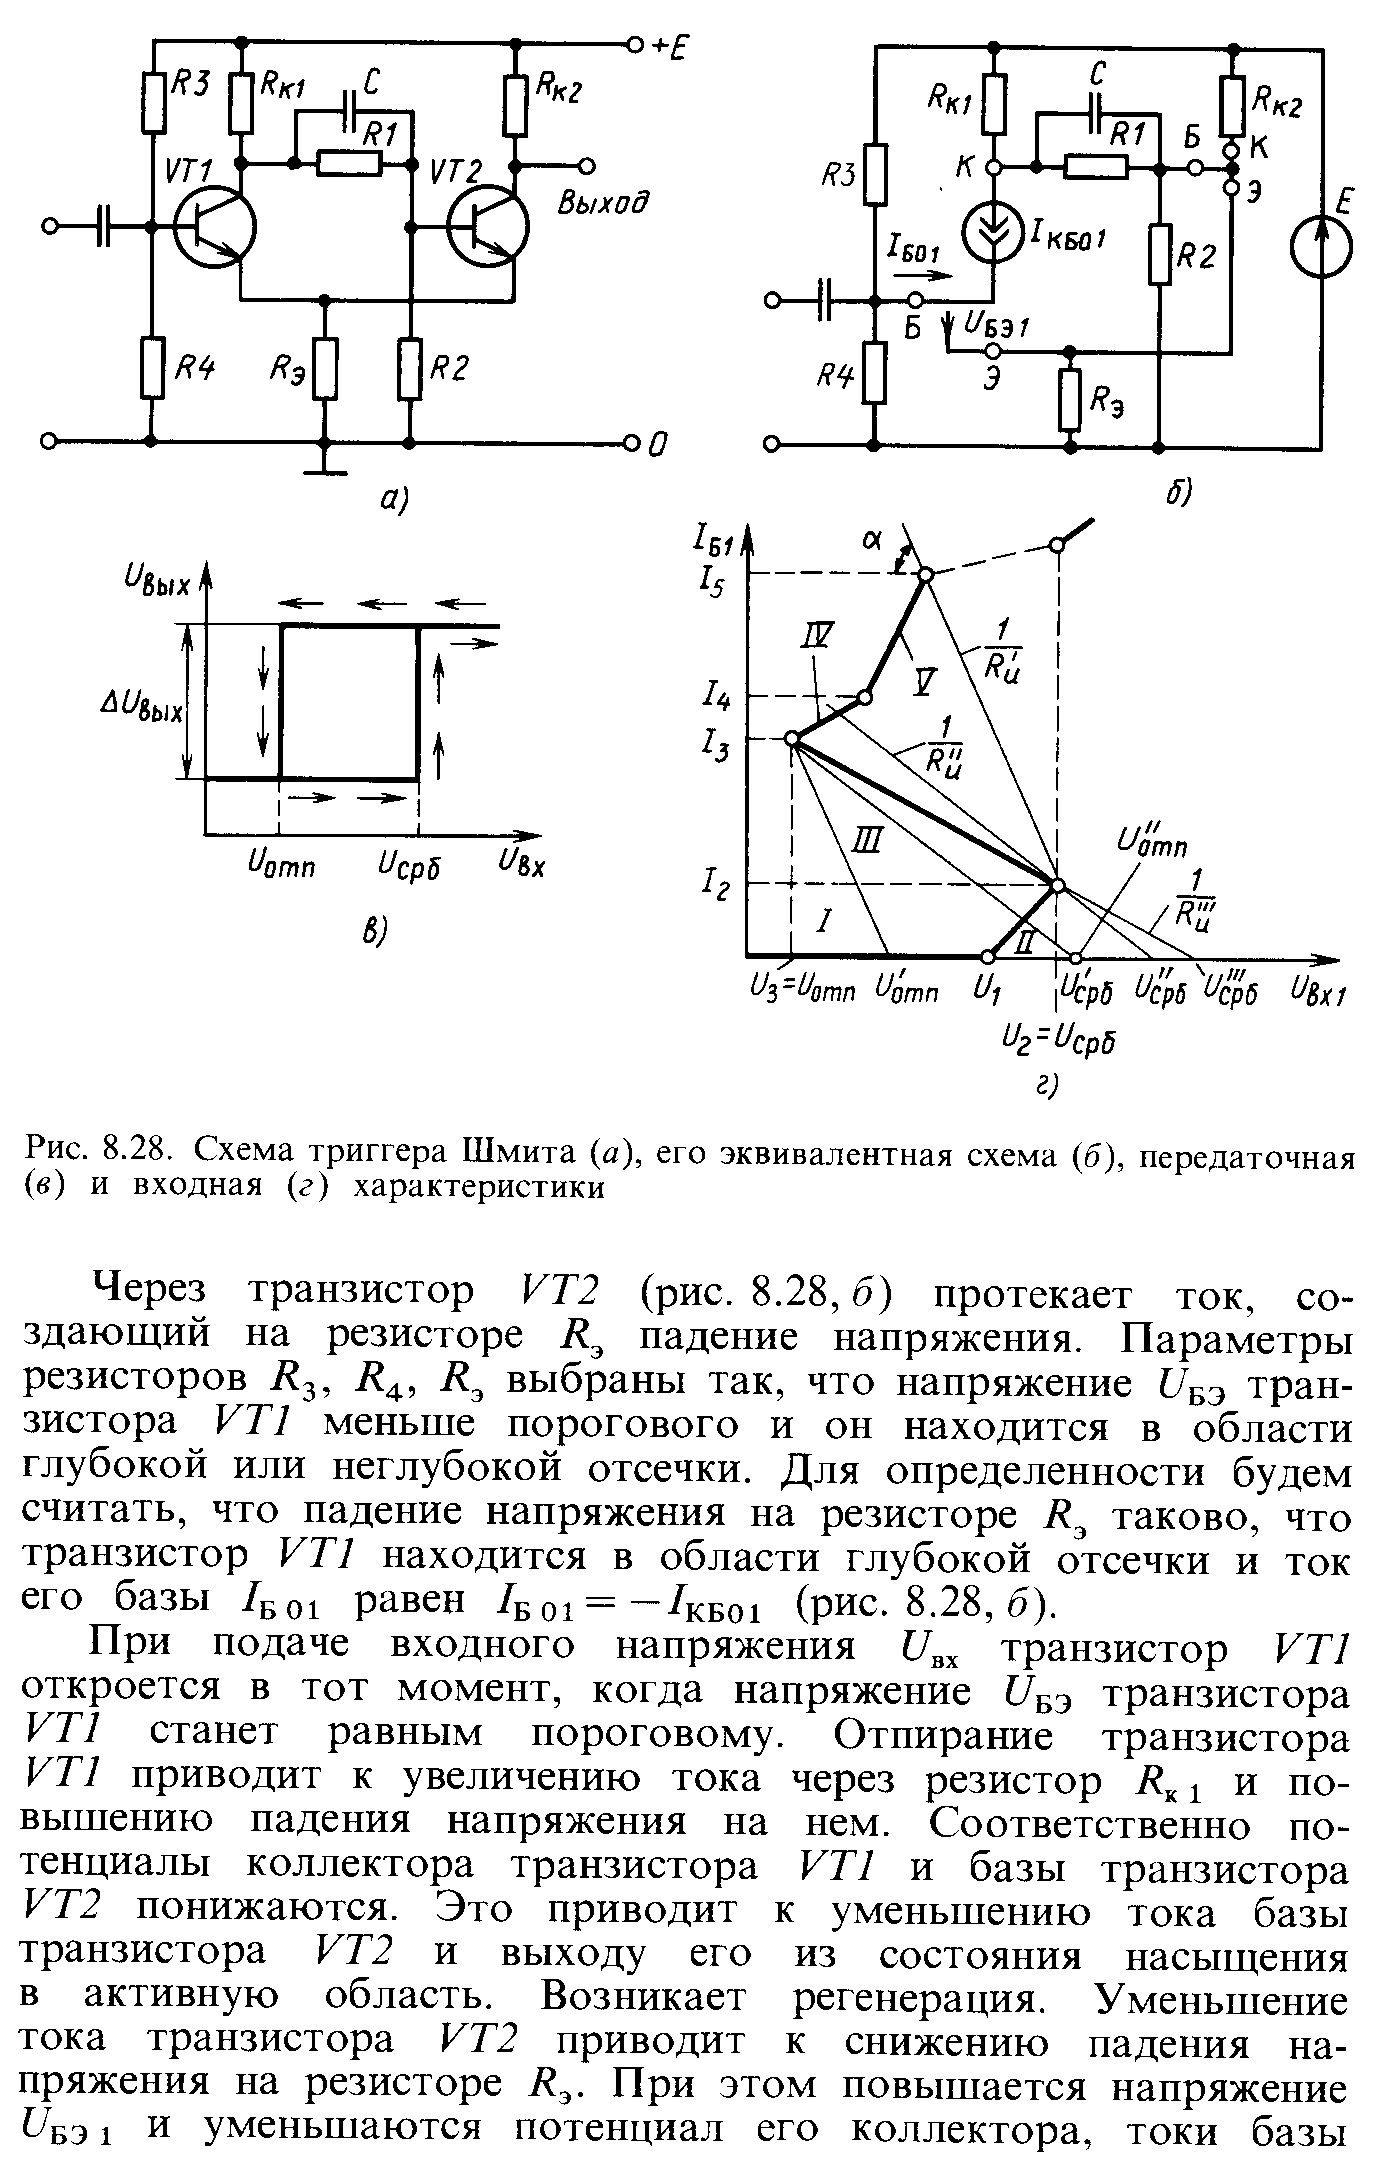 R3
Rк1
C
R1
Rк2
+E
VT1
VT2
Выход
R4
Rэ
R2
0
а)
Rк1
C
R1
Б
Rк2
К
R3
К
Э
E
IБ01
IКБ01
R2
Б
UБЭ1
R4
Э
Rэ
б)
Uвых
ΔUвых
Uотп
Uсрб
Uвх
в)
IБ1
α
I5
IV
1/R'и
V
I4
I3
1/R''и
III
U''отп
I2
1/R'''и
I
II
U3=Uотп U'отп U1 U'срб U''срб U'''срб Uвх1
U2=Uсрб
г)
Рис. 8.28. Схема триггера Шмита (а), его эквивалентная схема (б), передаточная
(в) и входная (г) характеристики
Через транзистор VT2 (рис. 8.28, б) протекает ток, со-
здающий на резисторе Rэ падение напряжения. Параметры
резисторов R3, R4, Rэ выбраны так, что напряжение UБЭ тран-
зистора VT1 меньше порогового и он находится в области
глубокой или неглубокой отсечки. Для определенности будем
считать, что падение напряжения на резисторе Rэ таково, что
транзистор VT1 находится в области глубокой отсечки и ток
его базы IБ01 равен IБ01 = −IКБ01 (рис. 8.28, б).
При подаче входного напряжения Uвх транзистор VT1
откроется в тот момент, когда напряжение UБЭ транзистора
VT1 станет равным пороговому. Отпирание транзистора
VT1 приводит к увеличению тока через резистор Rк1 и по-
вышению падения напряжения на нем. Соответственно по-
тенциалы коллектора транзистора VT1 и базы транзистора
VT2 понижаются. Это приводит к уменьшению тока базы
транзистора VT2 и выходу его из состояния насыщения
в активную область. Возникает регенерация. Уменьшение
тока транзистора VT2 приводит к снижению падения на-
пряжения на резисторе Rэ. При этом повышается напряжение
UБЭ1 и уменьшаются потенциал его коллектора, токи базы